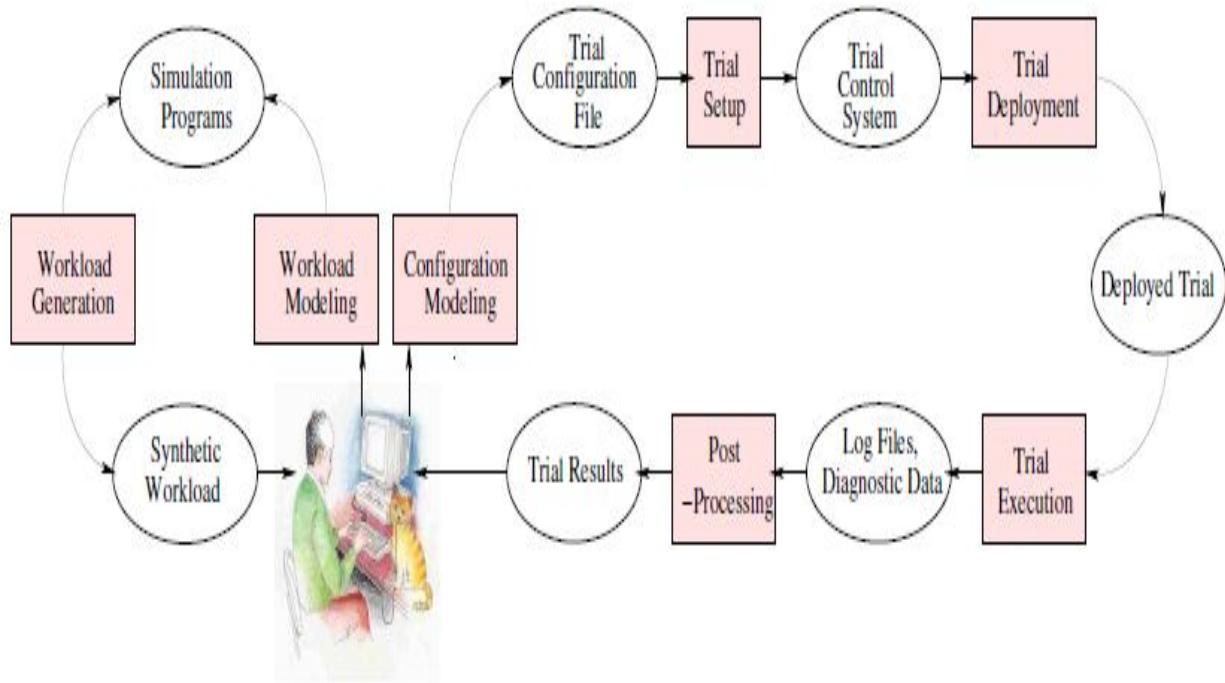 Simulation
Programs
Trial
Configuration
File
Trial
Setup
Trial
Control
System
Trial
Deployment
Workload
Generation
Workload
Modeling
Configuration
Modeling
Deployed Trial
Synthetic
Workload
Trial Results
Post
-Processing
Log Files,
Diagnostic Data
Trial
Execution